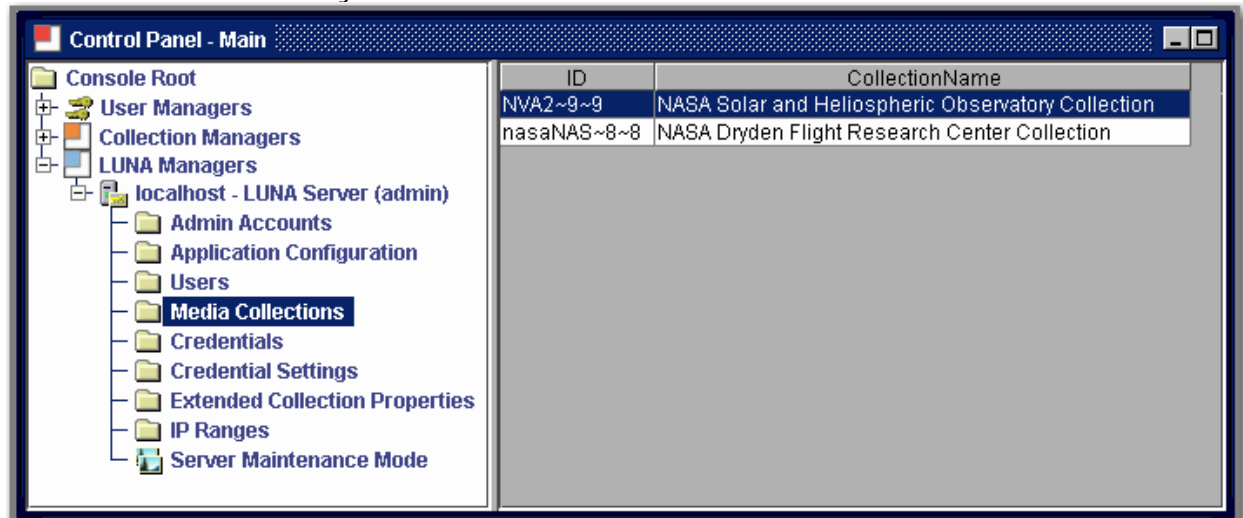 Control Panel - Main
Console Root
User Managers
Collection Managers
LUNA Managers
localhost - LUNA Server (admin)
Admin Accounts
Application Configuration
Users
Media Collections
Credentials
Credential Settings
Extended Collection Properties
IP Ranges
Server Maintenance Mode
ID CollectionName
NVA2~9~9 NASA Solar and Heliospheric Observatory Collection
nasaNAS~8~8 NASA Dryden Flight Research Center Collection